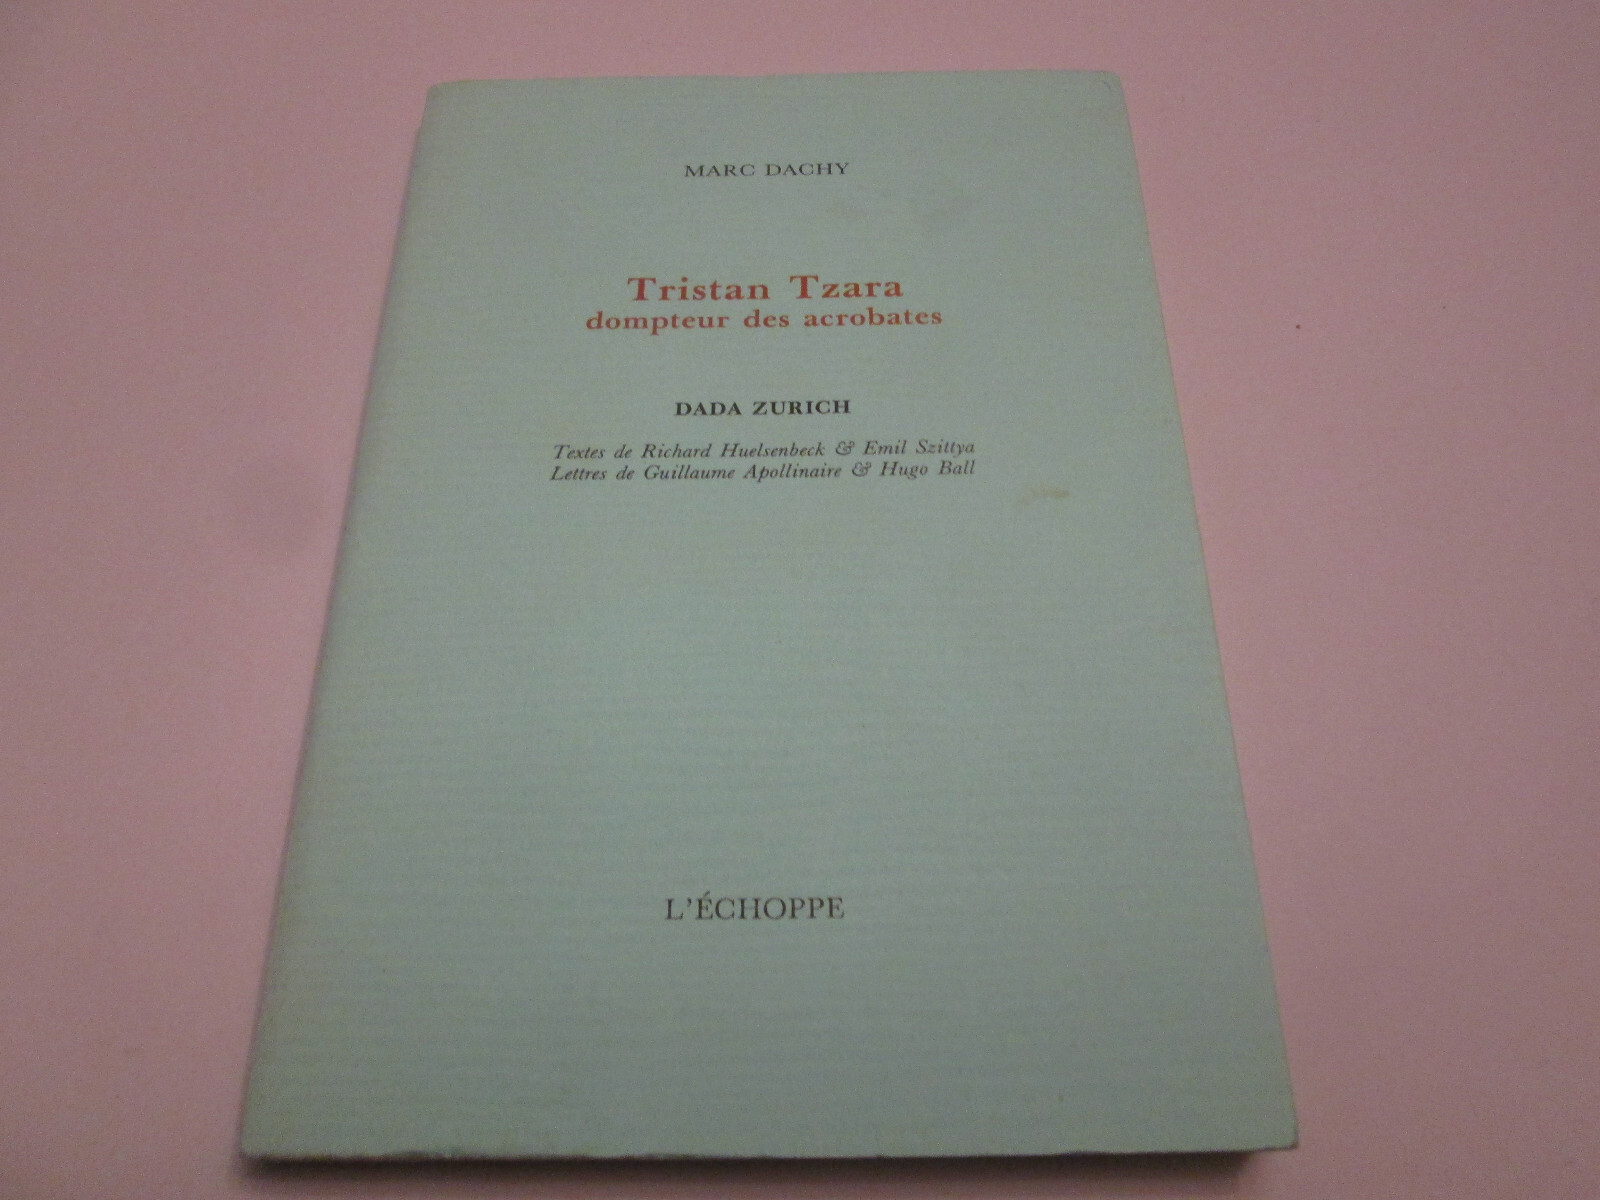 MARC DACHY
Tristan Tzara
dompteur des acrobates
DADA ZURICH
Textes de Richard Huelsenbeck & Emil Szittya
Lettres de Guillaume Apollinaire & Hugo Ball
L'ÉCHOPPE